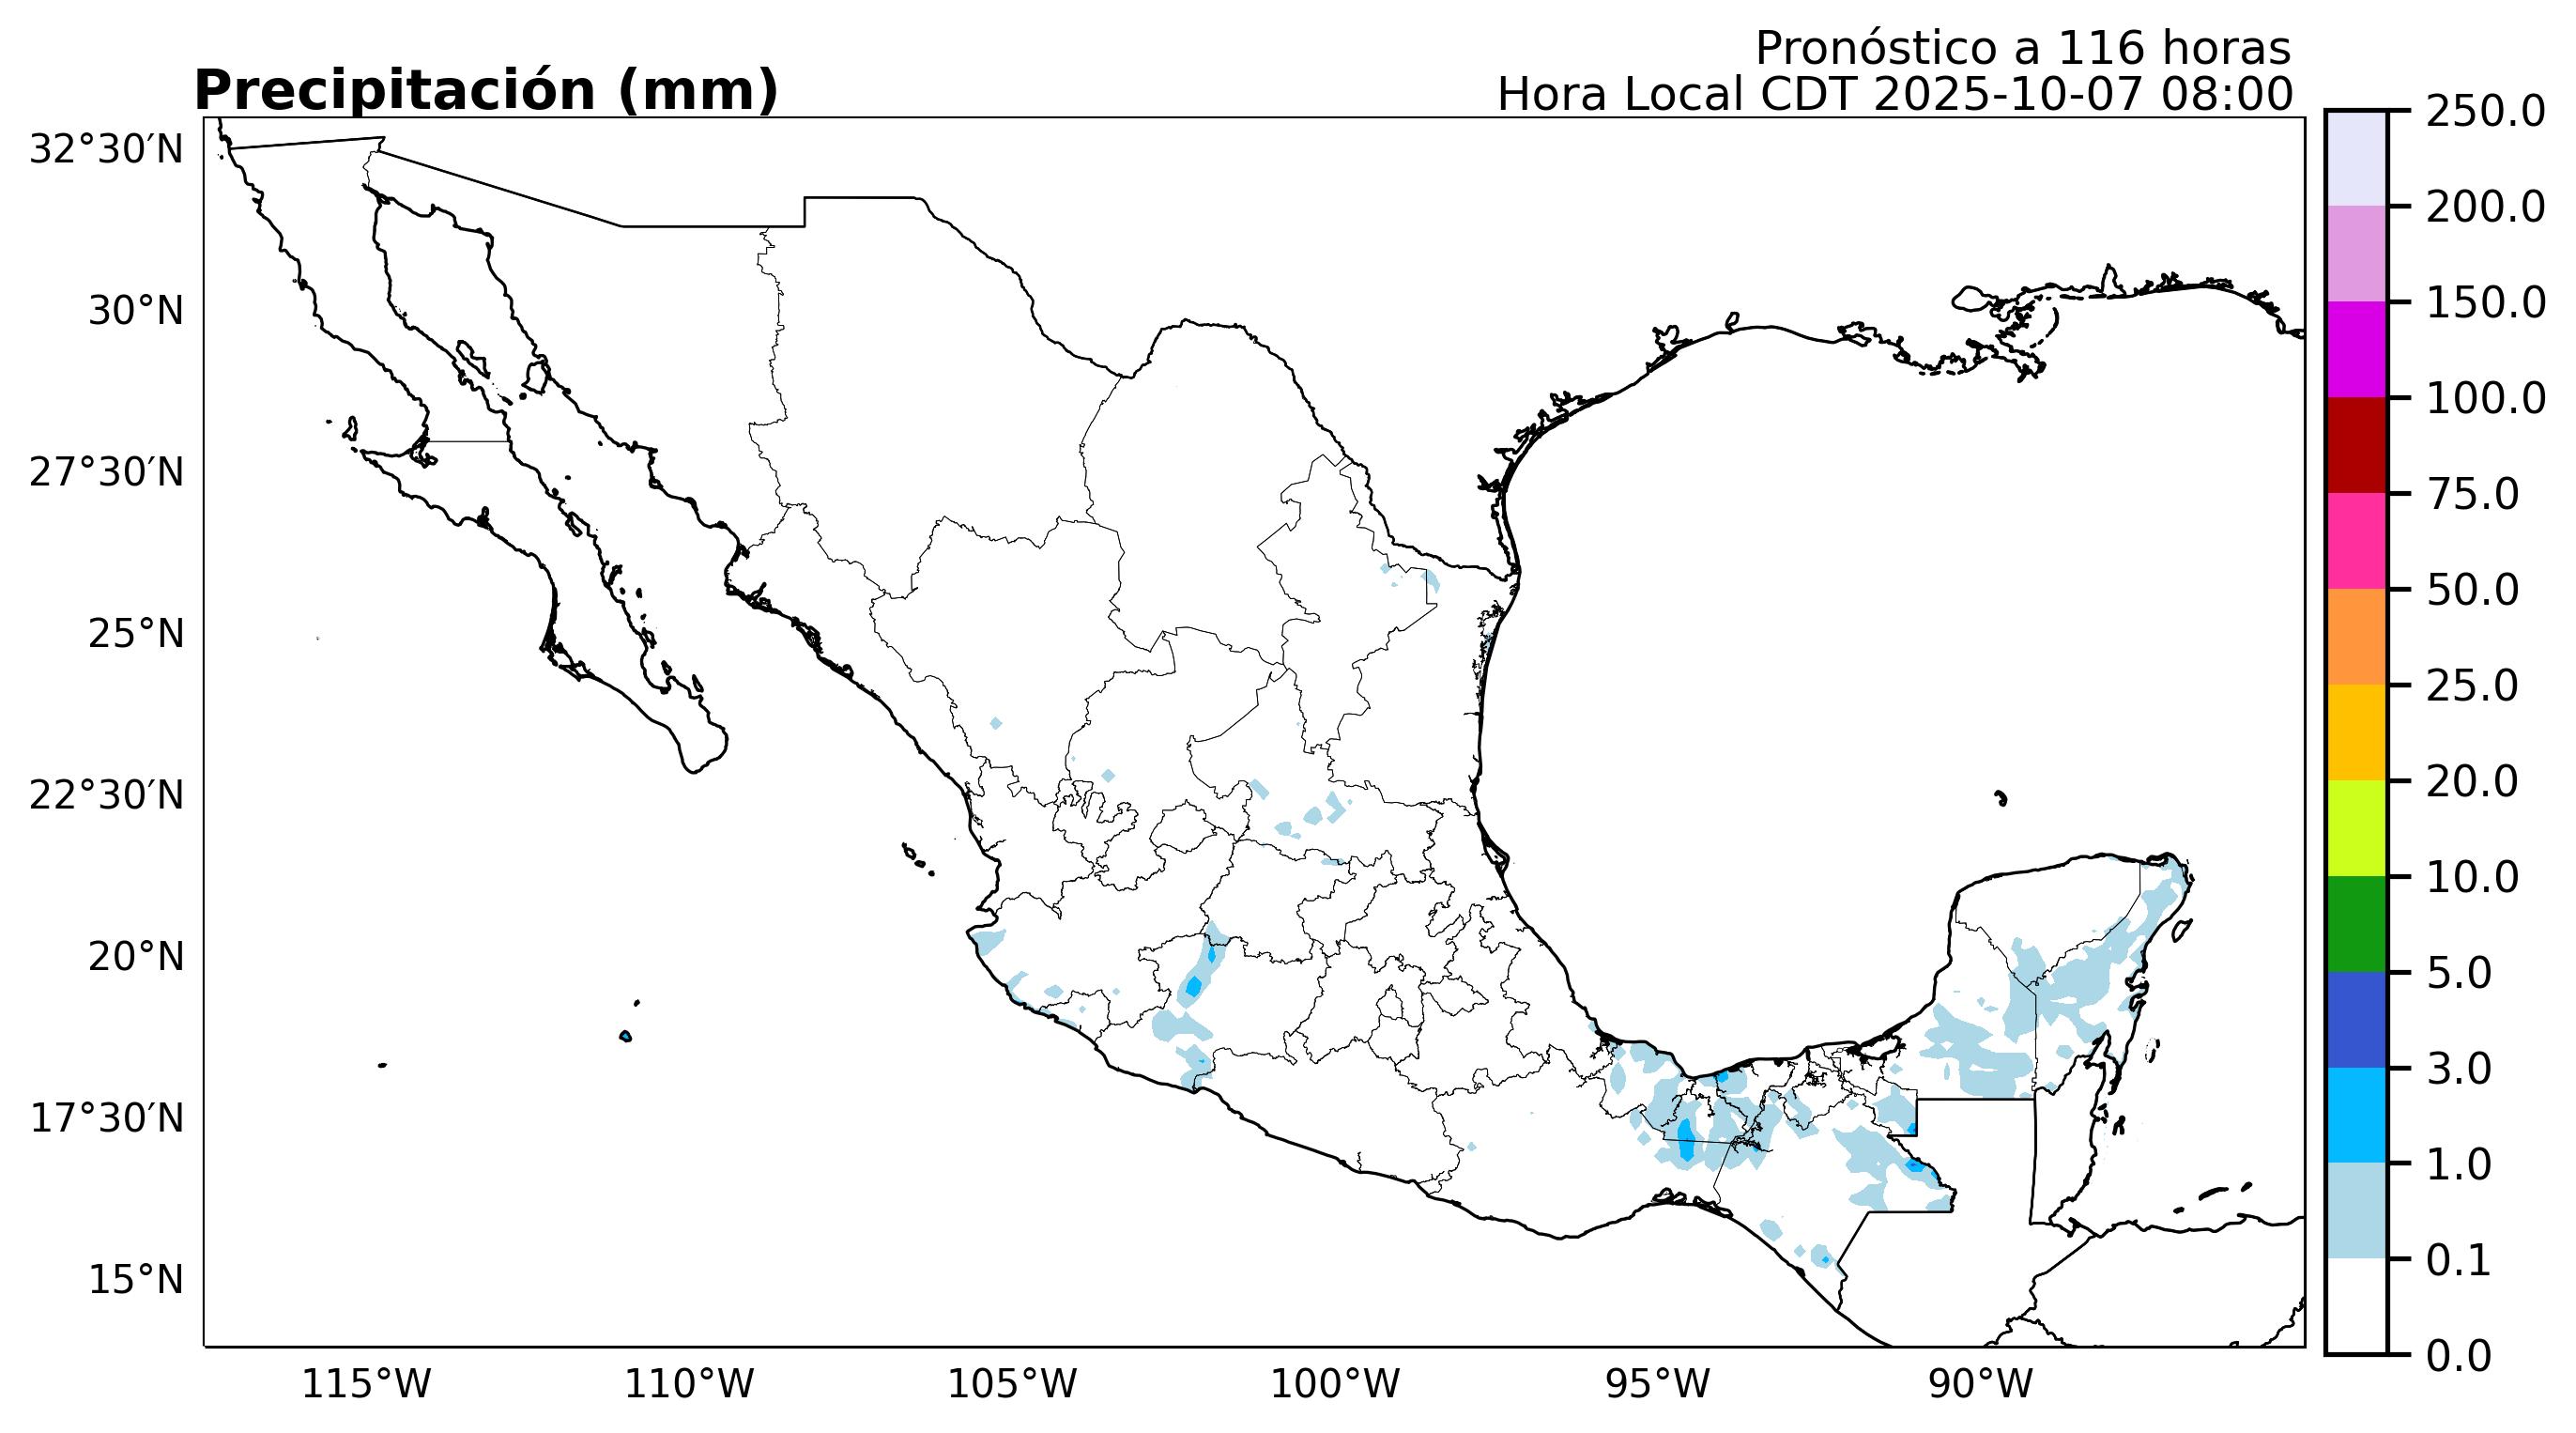 Pronóstico a 116 horas
Precipitación (mm)
Hora Local CDT 2025-10-07 08:00
32°30′N
30°N
27°30′N
25°N
22°30′N
20°N
17°30′N
15°N
115°W
110°W
105°W
100°W
95°W
90°W
250.0
200.0
150.0
100.0
75.0
50.0
25.0
20.0
10.0
5.0
3.0
1.0
0.1
0.0